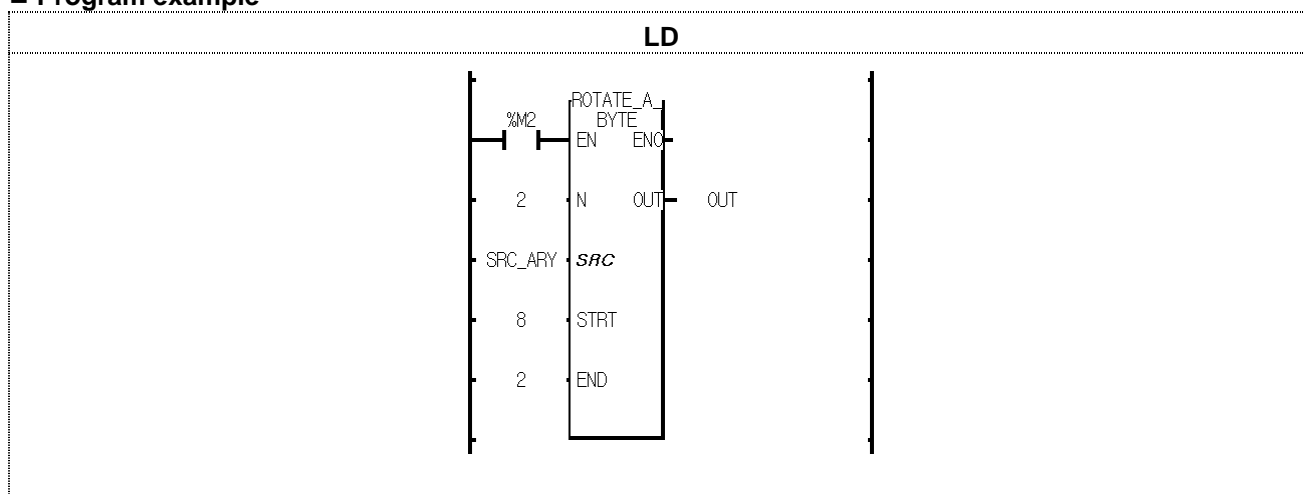 ■ Program example
LD
ROTATE_A_
%M2 BYTE
EN ENO
2 N OUT OUT
SRC_ARY SRC
8 STRT
2 END